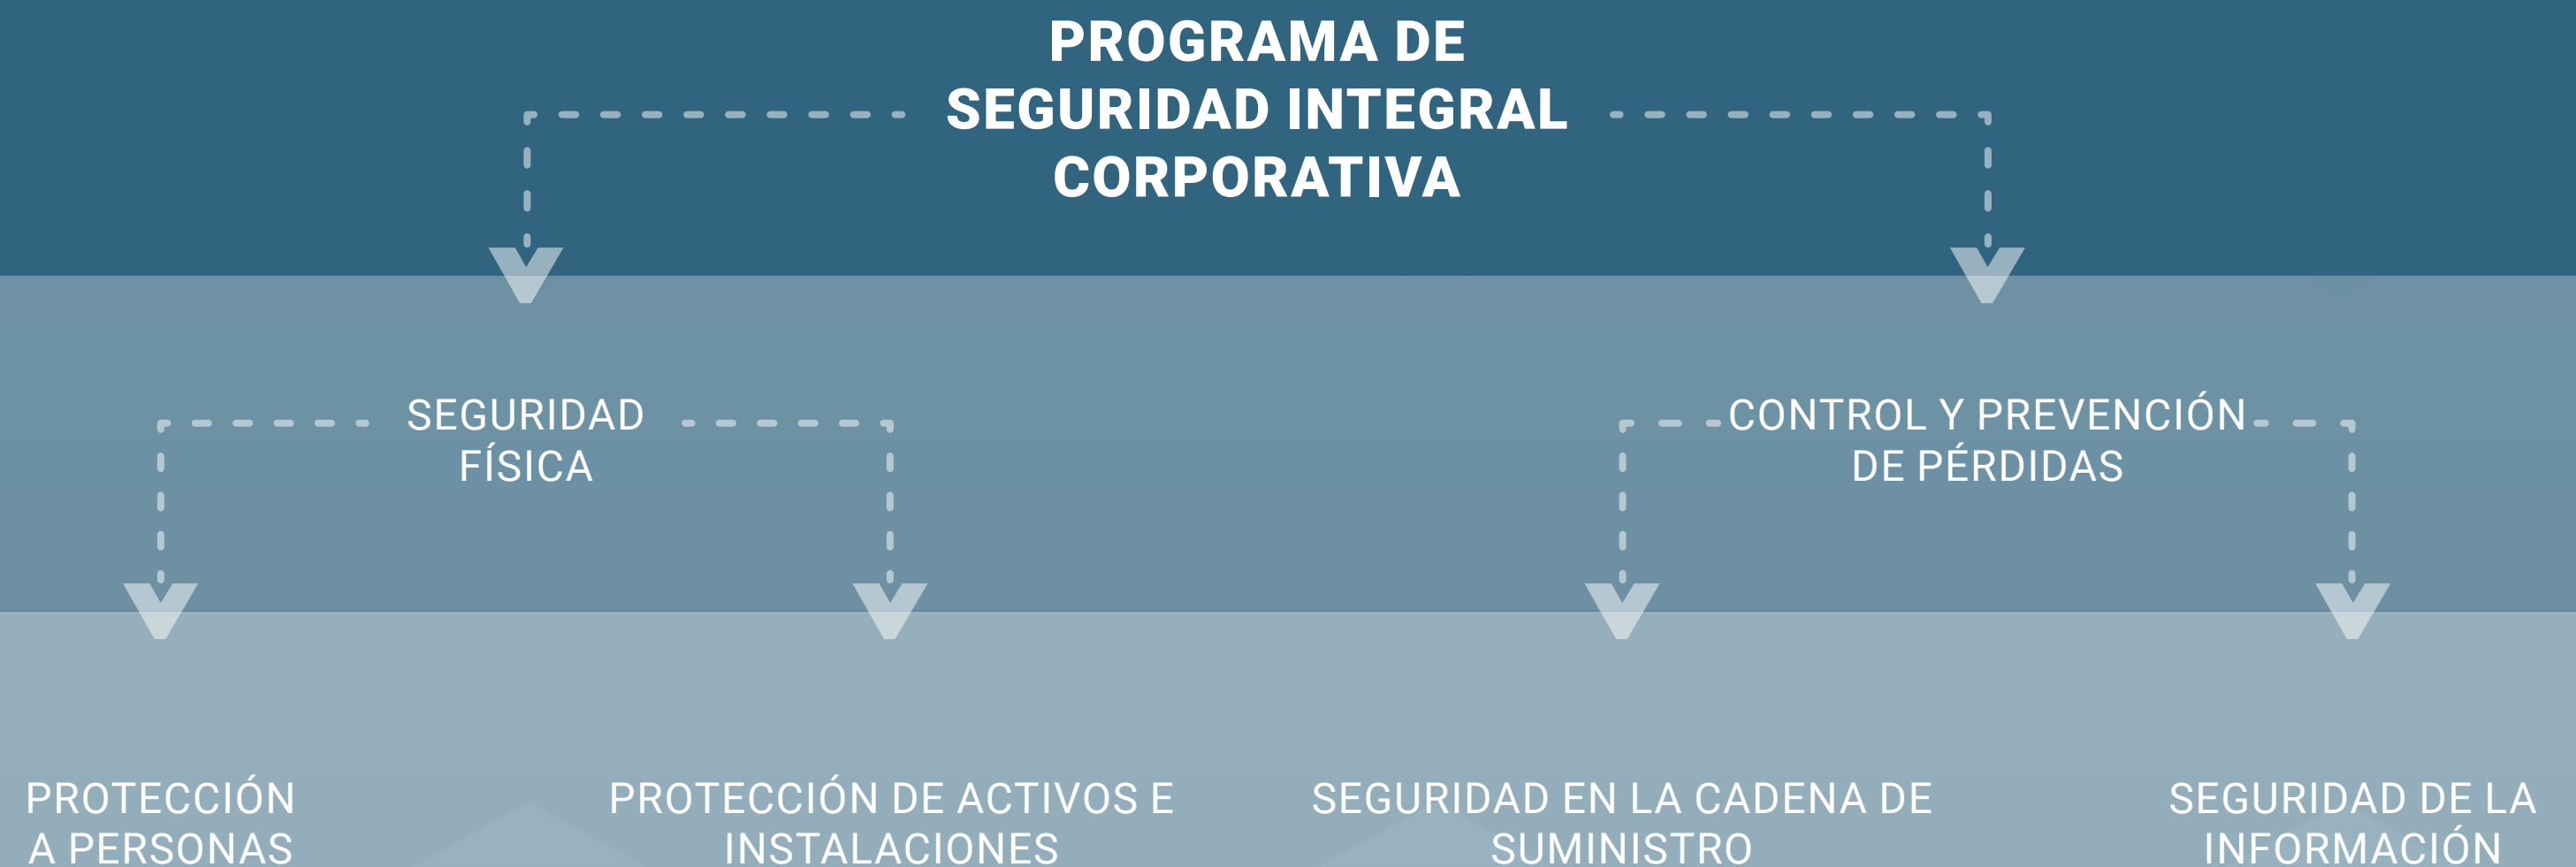 PROGRAMA DE
SEGURIDAD INTEGRAL
CORPORATIVA
SEGURIDAD
FÍSICA
CONTROL Y PREVENCIÓN
DE PÉRDIDAS
PROTECCIÓN
A PERSONAS
PROTECCIÓN DE ACTIVOS E
INSTALACIONES
SEGURIDAD EN LA CADENA DE
SUMINISTRO
SEGURIDAD DE LA
INFORMACIÓN